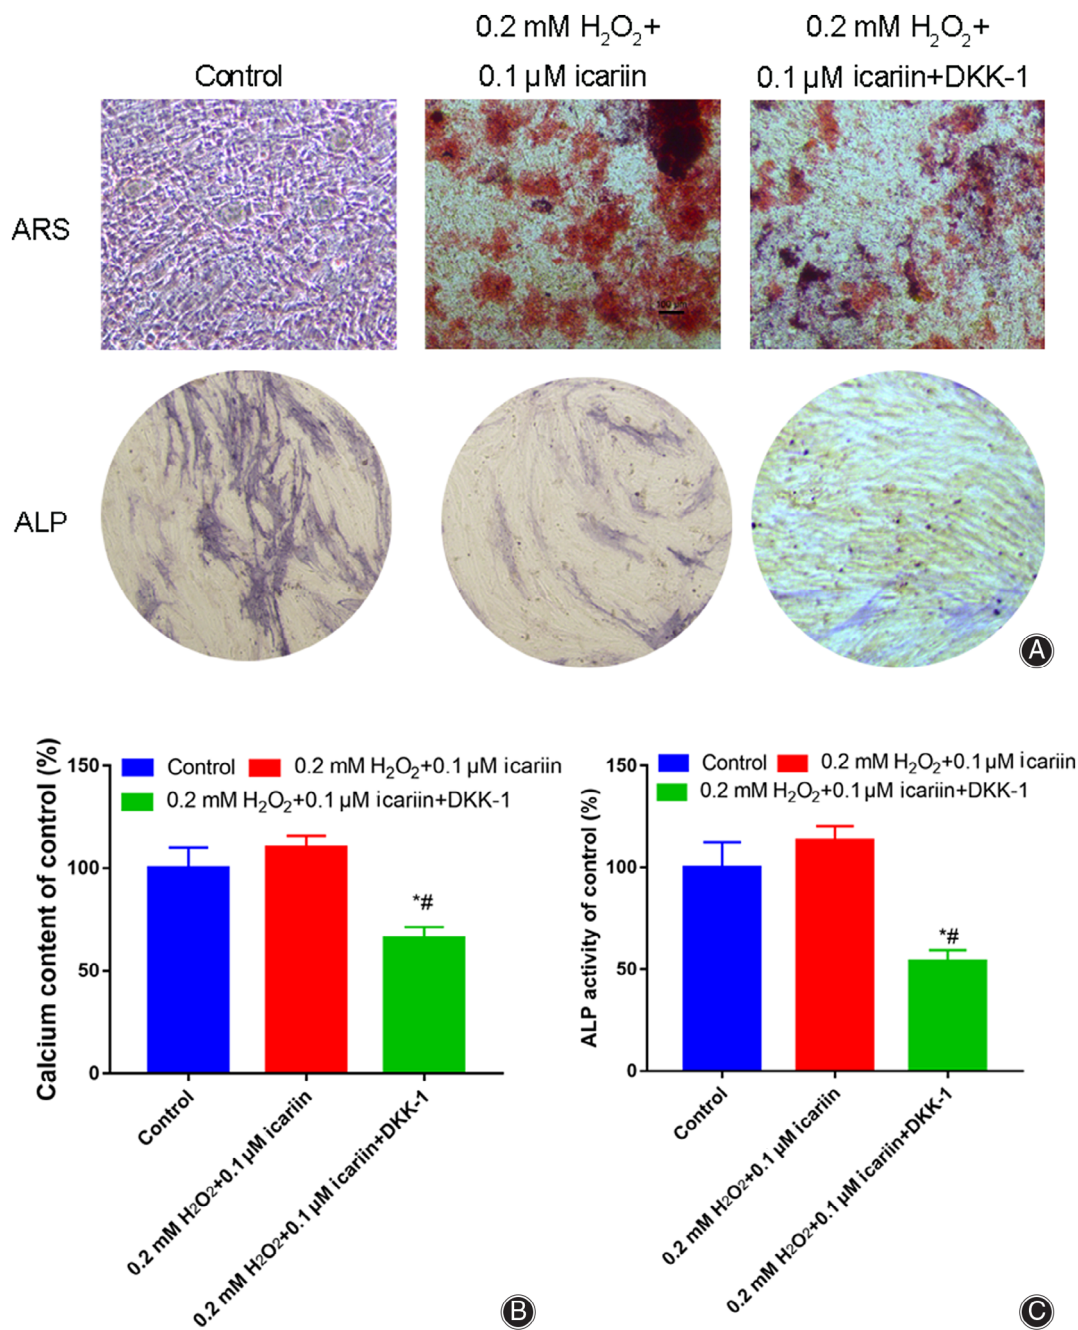 Control
0.2 mM H₂O₂+
0.1 µM icariin
0.2 mM H₂O₂+
0.1 µM icariin+DKK-1
ARS
100 µm
ALP
A
Calcium content of control (%)
150
100
50
0
Control
0.2 mM H₂O₂+0.1 µM icariin
0.2 mM H₂O₂+0.1 µM icariin+DKK-1
*#
Control
0.2 mM H₂O₂+0.1 µM icariin
0.2 mM H₂O₂+0.1 µM icariin+DKK-1
B
ALP activity of control (%)
150
100
50
0
Control
0.2 mM H₂O₂+0.1 µM icariin
0.2 mM H₂O₂+0.1 µM icariin+DKK-1
*#
Control
0.2 mM H₂O₂+0.1 µM icariin
0.2 mM H₂O₂+0.1 µM icariin+DKK-1
C